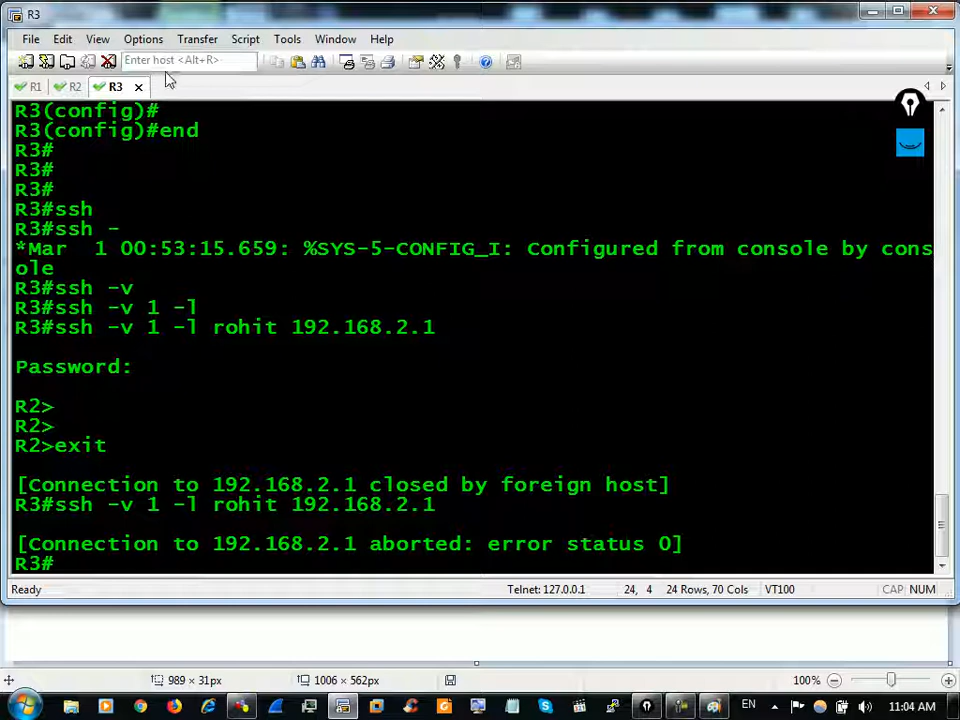 R3
File Edit View Options Transfer Script Tools Window Help
Enter host <Alt+R>
R1 R2 R3
R3(config)#
R3(config)#end
R3#
R3#
R3#
R3#ssh
R3#ssh -
*Mar 1 00:53:15.659: %SYS-5-CONFIG_I: Configured from console by cons
ole
R3#ssh -v
R3#ssh -v 1 -l
R3#ssh -v 1 -l rohit 192.168.2.1
Password:
R2>
R2>
R2>exit
[Connection to 192.168.2.1 closed by foreign host]
R3#ssh -v 1 -l rohit 192.168.2.1
[Connection to 192.168.2.1 aborted: error status 0]
R3#
Ready Telnet: 127.0.0.1 24, 4 24 Rows, 70 Cols VT100 CAP NUM
989 × 31px 1006 × 562px 100%
EN 11:04 AM